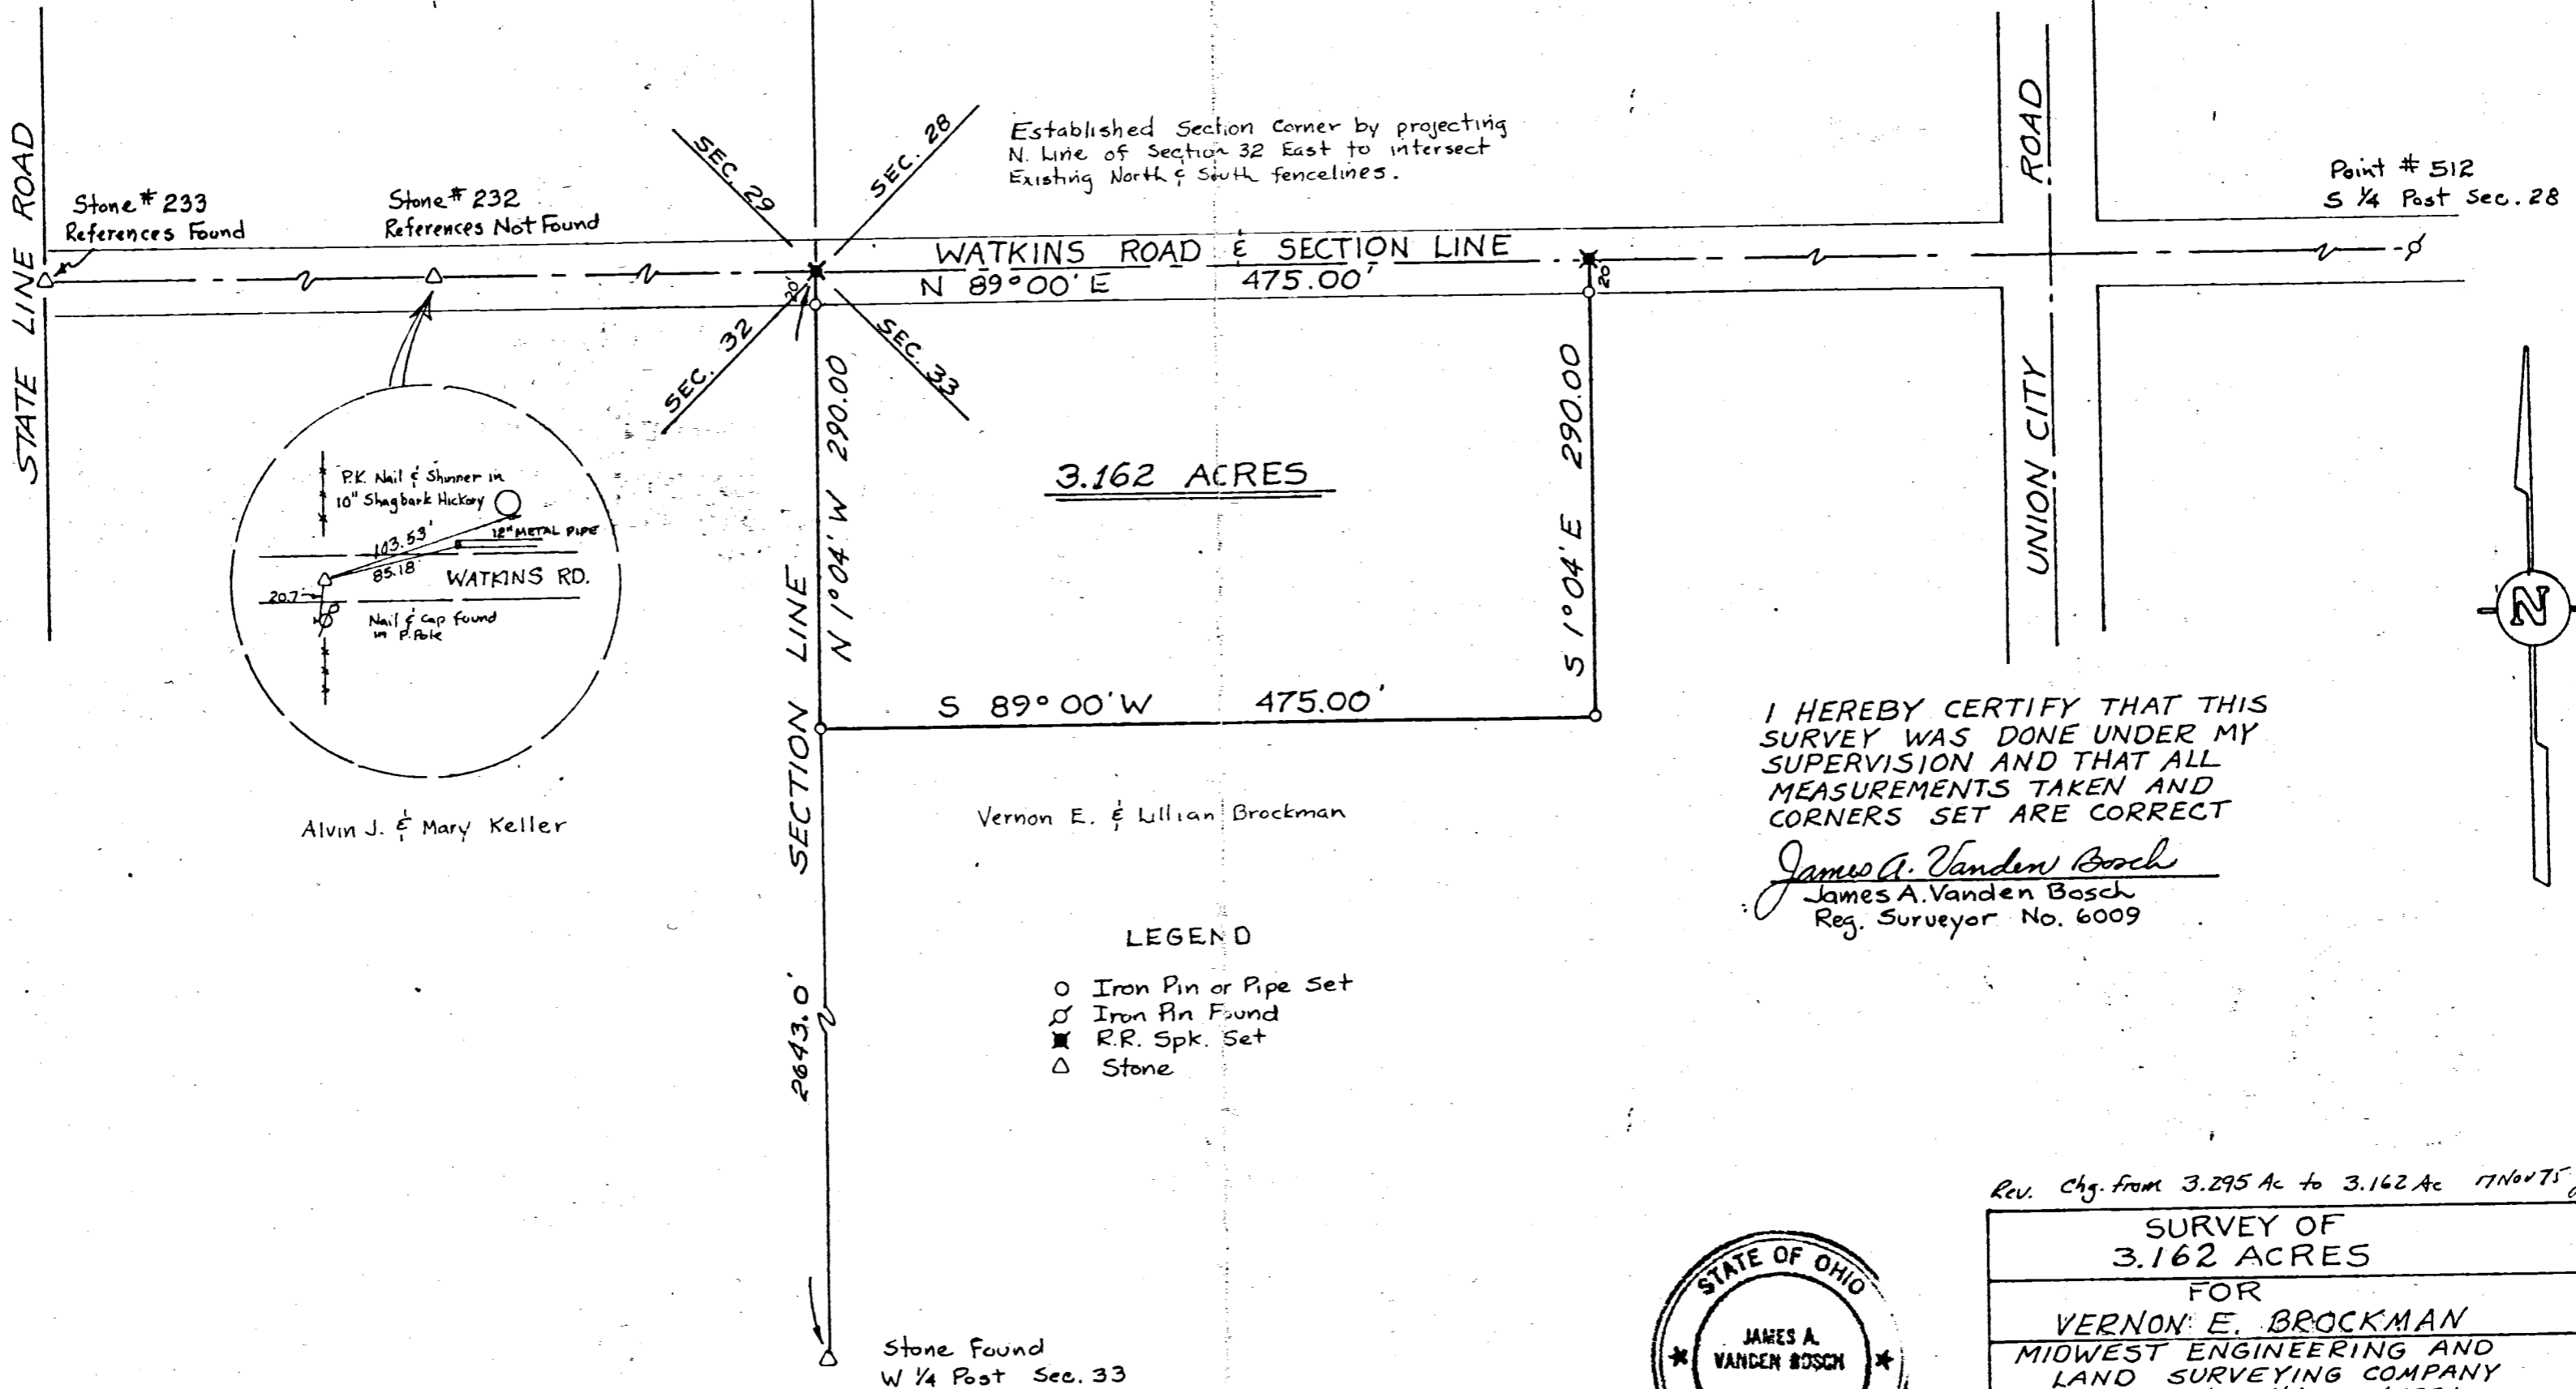 STATE LINE ROAD
Stone # 233
References Found
Stone # 232
References Not Found
SEC. 29
SEC. 28
SEC. 32
SEC. 33
Established Section Corner by projecting
N. Line of Section 32 East to intersect
Existing North & South fencelines.
WATKINS ROAD & SECTION LINE
N 89° 00' E 475.00'
20'
20
UNION CITY ROAD
Point # 512
S 1/4 Post Sec. 28
P.K. Nail & Shinner in
10" Shagbark Hickory
103.53'
12" METAL PIPE
85.18'
WATKINS RD.
20.7
Nail & Cap found
in P. Pole
N 1° 04' W 290.00
3.162 ACRES
S 1° 04' E 290.00
S 89° 00' W 475.00'
SECTION LINE
2643.0'
N
Alvin J. & Mary Keller
Vernon E. & Lillian Brockman
I HEREBY CERTIFY THAT THIS
SURVEY WAS DONE UNDER MY
SUPERVISION AND THAT ALL
MEASUREMENTS TAKEN AND
CORNERS SET ARE CORRECT
James A. Vanden Bosch
James A. Vanden Bosch
Reg. Surveyor No. 6009
LEGEND
Iron Pin or Pipe Set
Iron Pin Found
R.R. Spk. Set
Stone
Stone Found
W 1/4 Post Sec. 33
STATE OF OHIO
JAMES A.
VANDEN BOSCH
Rev. Chg. from 3.295 Ac to 3.162 Ac 17 Nov 75
SURVEY OF
3.162 ACRES
FOR
VERNON E. BROCKMAN
MIDWEST ENGINEERING AND
LAND SURVEYING COMPANY